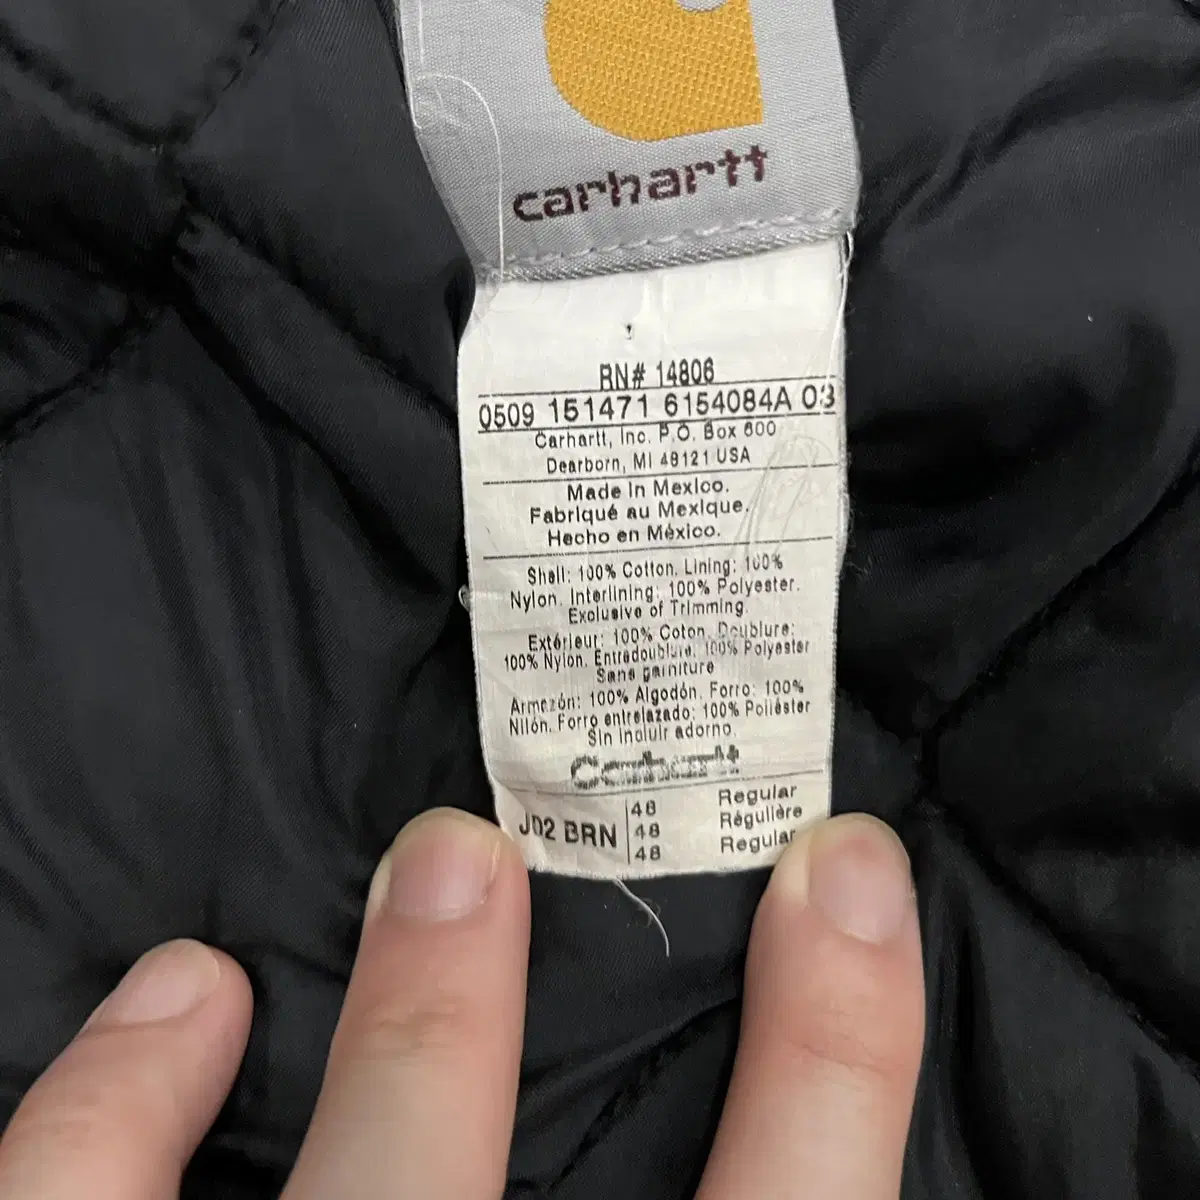 carhartt
RN# 14806
0509 151471 6154084A 03
Carhartt, Inc. P.O. Box 600
Dearborn, MI 48121 USA
Made in Mexico.
Fabriqué au Mexique.
Hecho en México.
Shell: 100% Cotton. Lining: 100%
Nylon. Interlining: 100% Polyester.
Exclusive of Trimming.
Extérieur: 100% Coton. Doublure:
100% Nylon. Entredoublure: 100% Polyester
Sans garniture
Armazón: 100% Algodón. Forro: 100%
Nilón. Forro entrelazado: 100% Poliéster
Sin incluir adorno.
Carhartt
J02 BRN
48 Regular
48 Régulière
48 Regular